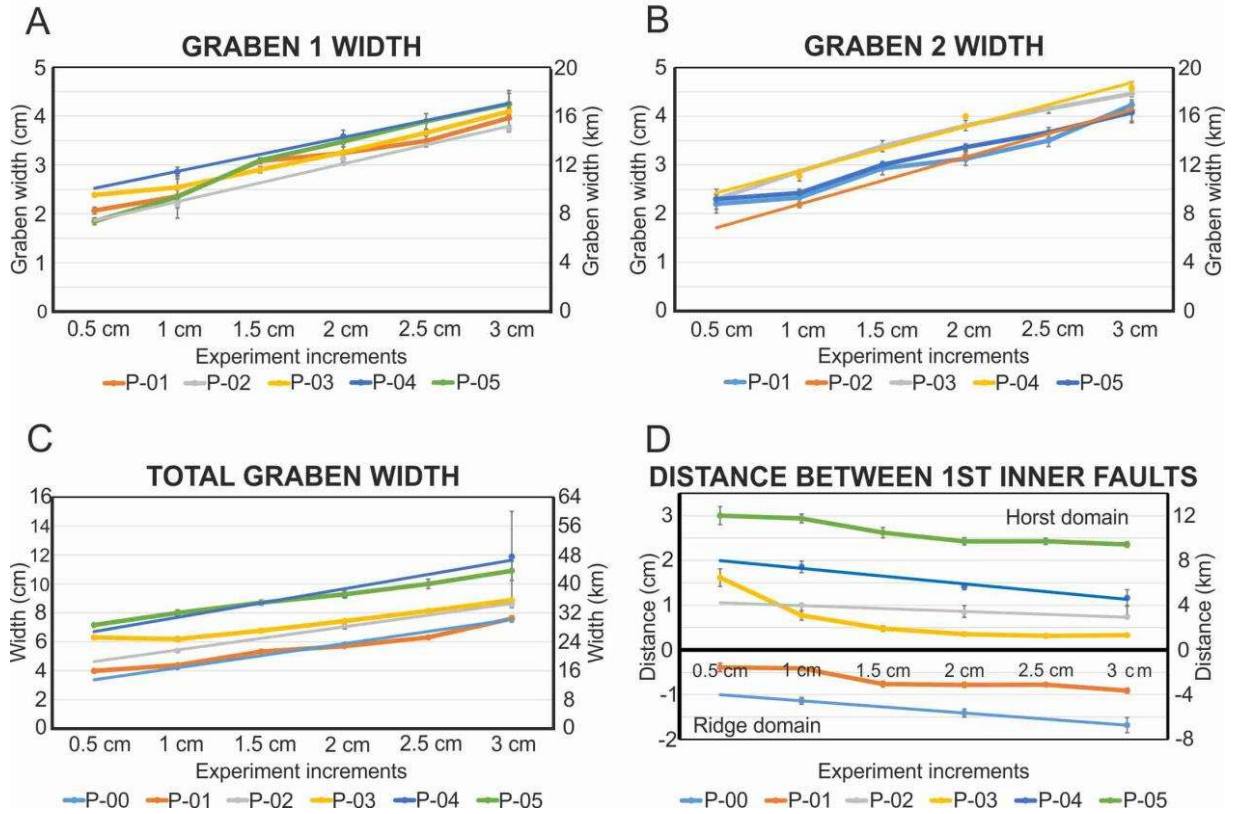 A
GRABEN 1 WIDTH
5
4
3
2
1
0
Graben width (cm)
20
16
12
8
4
0
Graben width (km)
0.5 cm 1 cm 1.5 cm 2 cm 2.5 cm 3 cm
Experiment increments
P-01 P-02 P-03 P-04 P-05
B
GRABEN 2 WIDTH
5
4
3
2
1
0
Graben width (cm)
20
16
12
8
4
0
Graben width (km)
0.5 cm 1 cm 1.5 cm 2 cm 2.5 cm 3 cm
Experiment increments
P-01 P-02 P-03 P-04 P-05
C
TOTAL GRABEN WIDTH
16
14
12
10
8
6
4
2
0
Width (cm)
64
56
48
40
32
24
16
8
0
Width (km)
0.5 cm 1 cm 1.5 cm 2 cm 2.5 cm 3 cm
Experiment increments
P-00 P-01 P-02 P-03 P-04 P-05
D
DISTANCE BETWEEN 1ST INNER FAULTS
3
2
1
0
-1
-2
Distance (cm)
12
8
4
0
-4
-8
Distance (km)
Horst domain
0.5 cm 1 cm 1.5 cm 2 cm 2.5 cm 3 cm
Ridge domain
Experiment increments
P-00 P-01 P-02 P-03 P-04 P-05